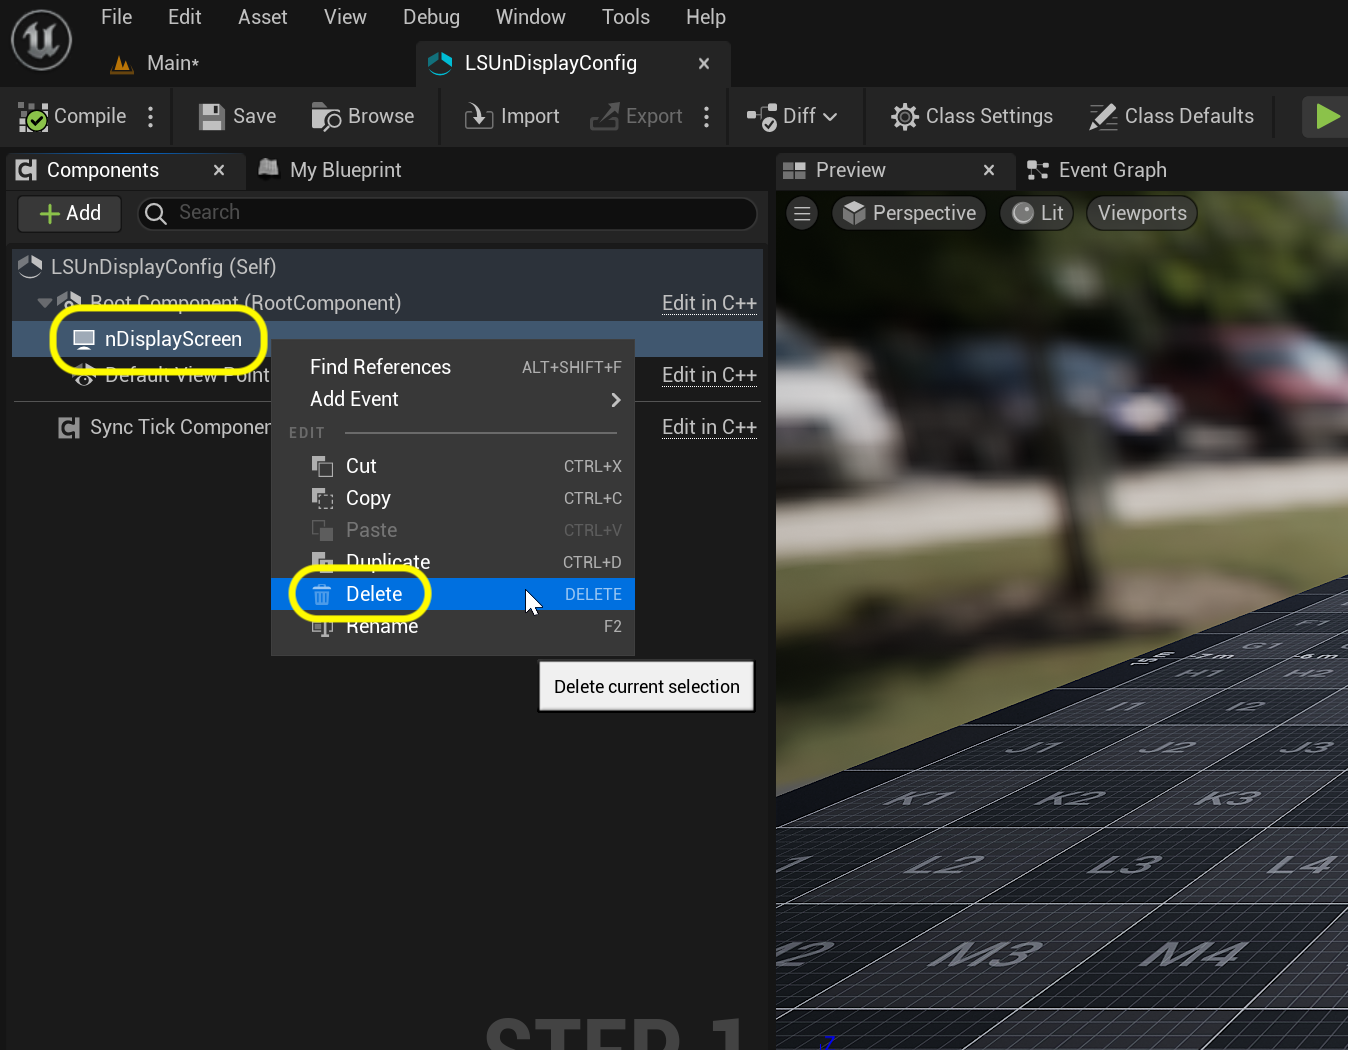 File Edit Asset View Debug Window Tools Help
Main*
LSUnDisplayConfig
Compile Save Browse Import Export Diff Class Settings Class Defaults
Components My Blueprint Preview Event Graph
Add Search Perspective Lit Viewports
LSUnDisplayConfig (Self)
Root Component (RootComponent) Edit in C++
nDisplayScreen
Default View Point Edit in C++
Sync Tick Componen Edit in C++
Find References ALT+SHIFT+F
Add Event
EDIT
Cut CTRL+X
Copy CTRL+C
Paste CTRL+V
Duplicate CTRL+D
Delete DELETE
Rename F2
Delete current selection
F1
G1
15 m -7 m -6 m
H1 H2
I1 I2
J1 J2 J3
K1 K2 K3
L2 L3 L4
M3 M4
STEP 1